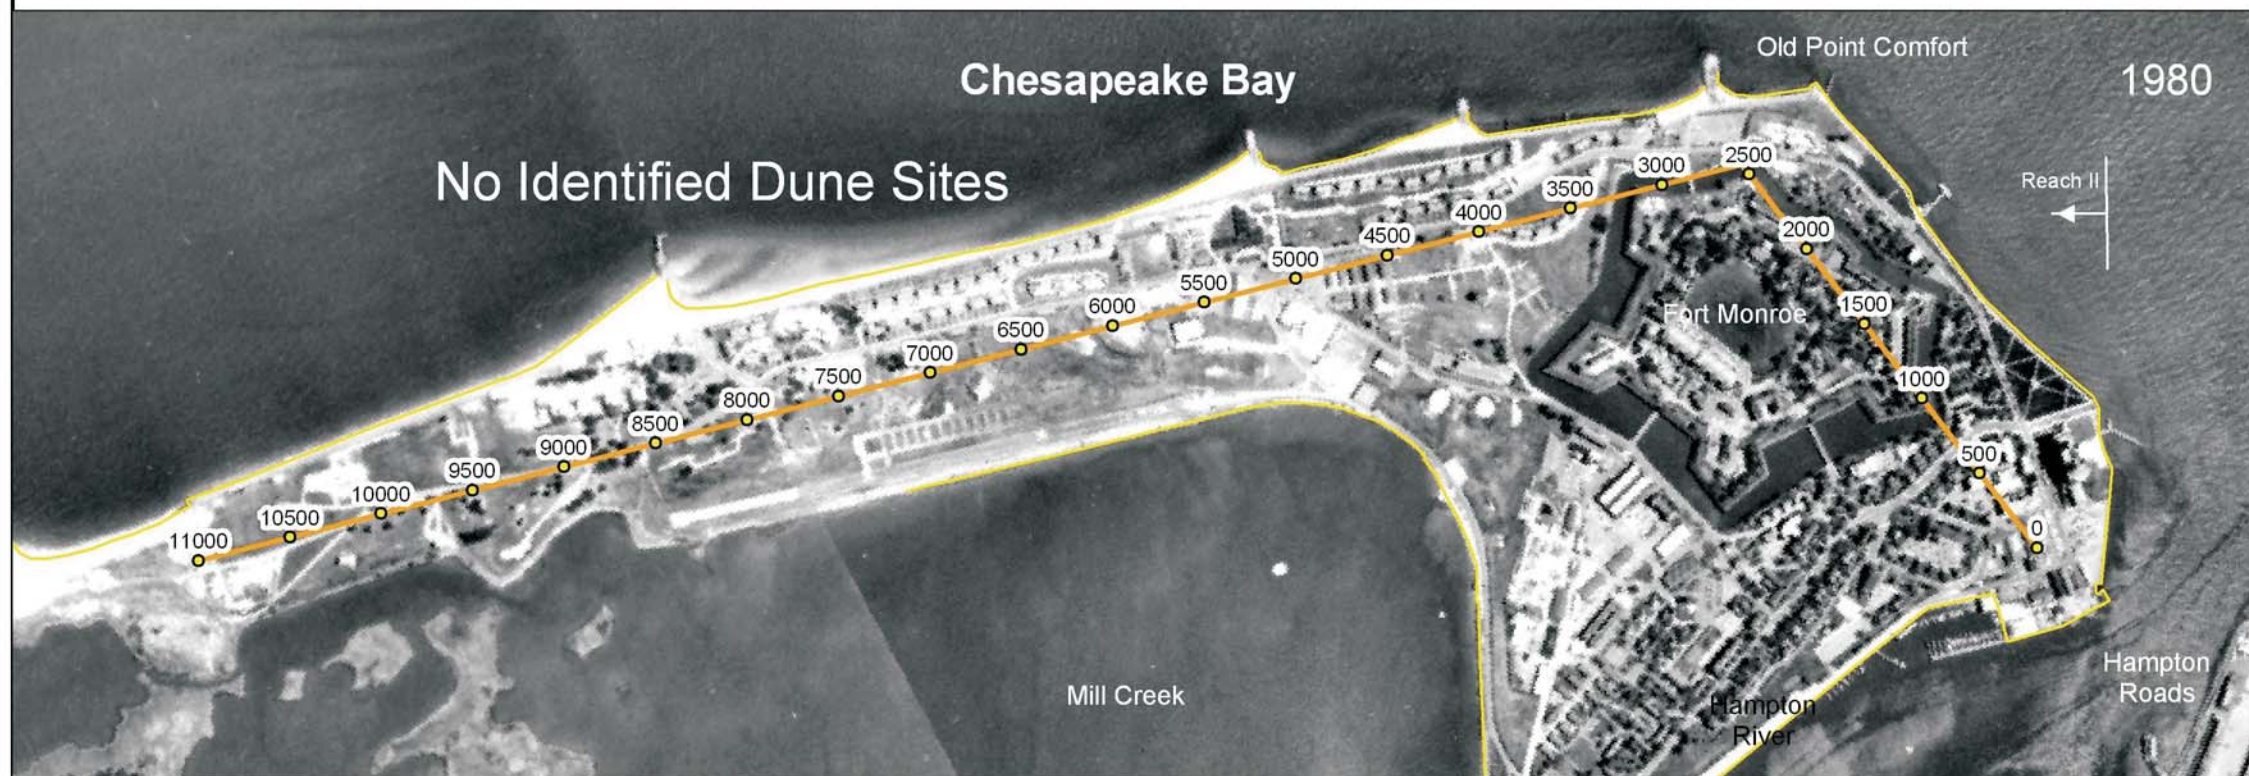 Old Point Comfort
Chesapeake Bay
1980
No Identified Dune Sites
Reach II
2500
3000
3500
2000
4000
4500
5000
5500
1500
Fort Monroe
6000
6500
7000
7500
1000
8000
8500
9000
500
9500
10000
10500
0
11000
Mill Creek
Hampton
Roads
Hampton
River